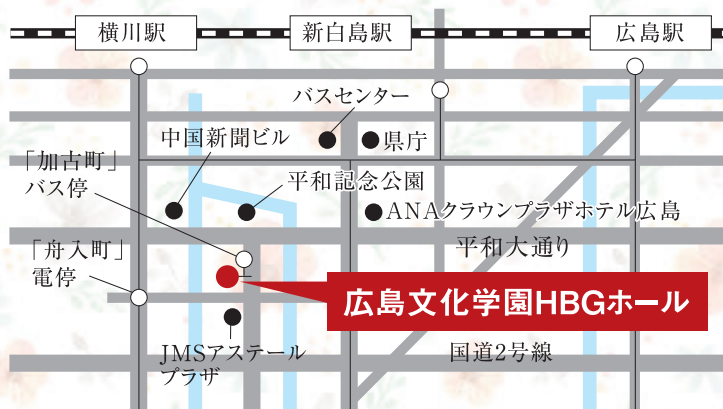 横川駅
新白島駅
広島駅
バスセンター
中国新聞ビル
県庁
「加古町」
バス停
平和記念公園
ANAクラウンプラザホテル広島
「舟入町」
電停
平和大通り
広島文化学園HBGホール
JMSアステール
プラザ
国道2号線